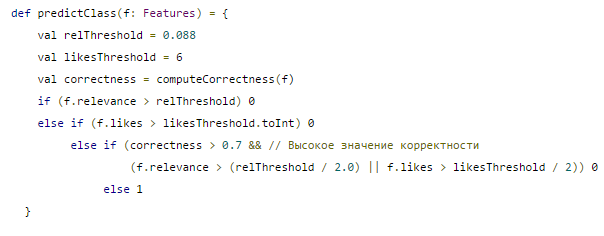 def predictClass(f: Features) = {
val relThreshold = 0.088
val likesThreshold = 6
val correctness = computeCorrectness(f)
if (f.relevance > relThreshold) 0
else if (f.likes > likesThreshold.toInt) 0
else if (correctness > 0.7 && // Высокое значение корректности
(f.relevance > (relThreshold / 2.0) || f.likes > likesThreshold / 2)) 0
else 1
}